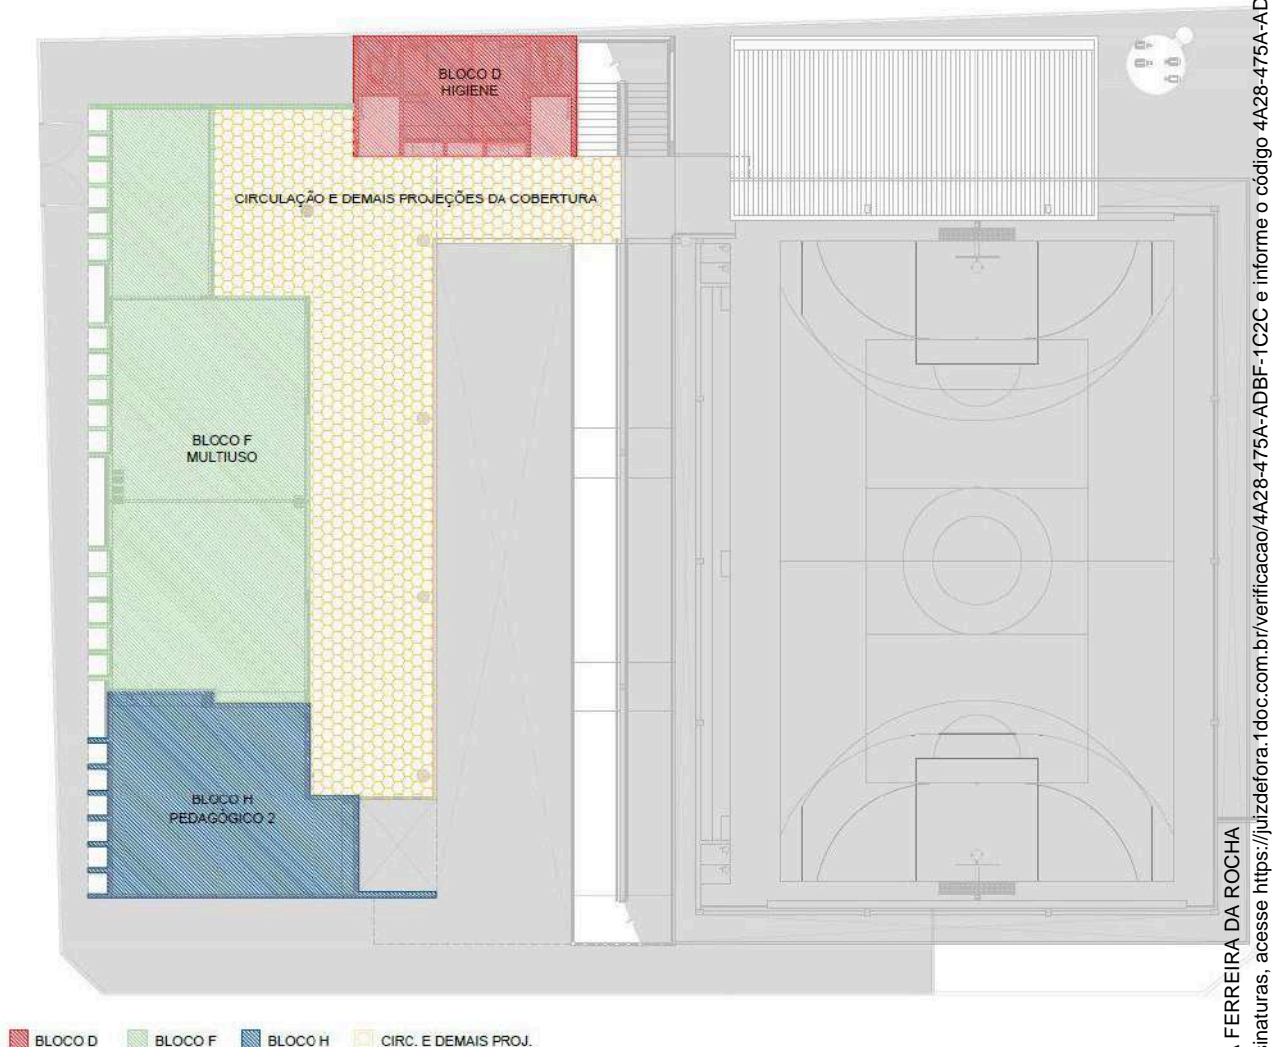 BLOCO D
HIGIENE
CIRCULAÇÃO E DEMAIS PROJEÇÕES DA COBERTURA
BLOCO F
MULTIUSO
BLOCO H
PEDAGÓGICO 2
BLOCO D
BLOCO F
BLOCO H
CIRC. E DEMAIS PROJ.
FERREIRA DA ROCHA
sinaturas, acesse https://juizdefora.1doc.com.br/verificacao/4A28-475A-ADBF-1C2C e informe o código 4A28-475A-AD